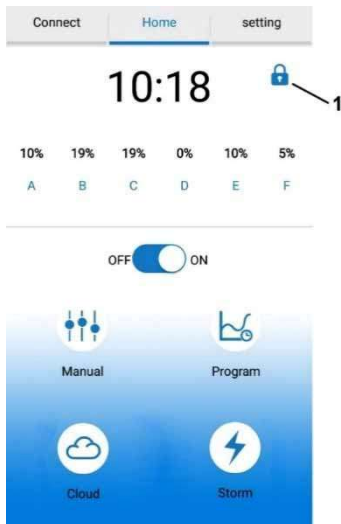 Connect Home setting
10:18
1
10% 19% 19% 0% 10% 5%
A B C D E F
OFF ON
Manual Program
Cloud Storm